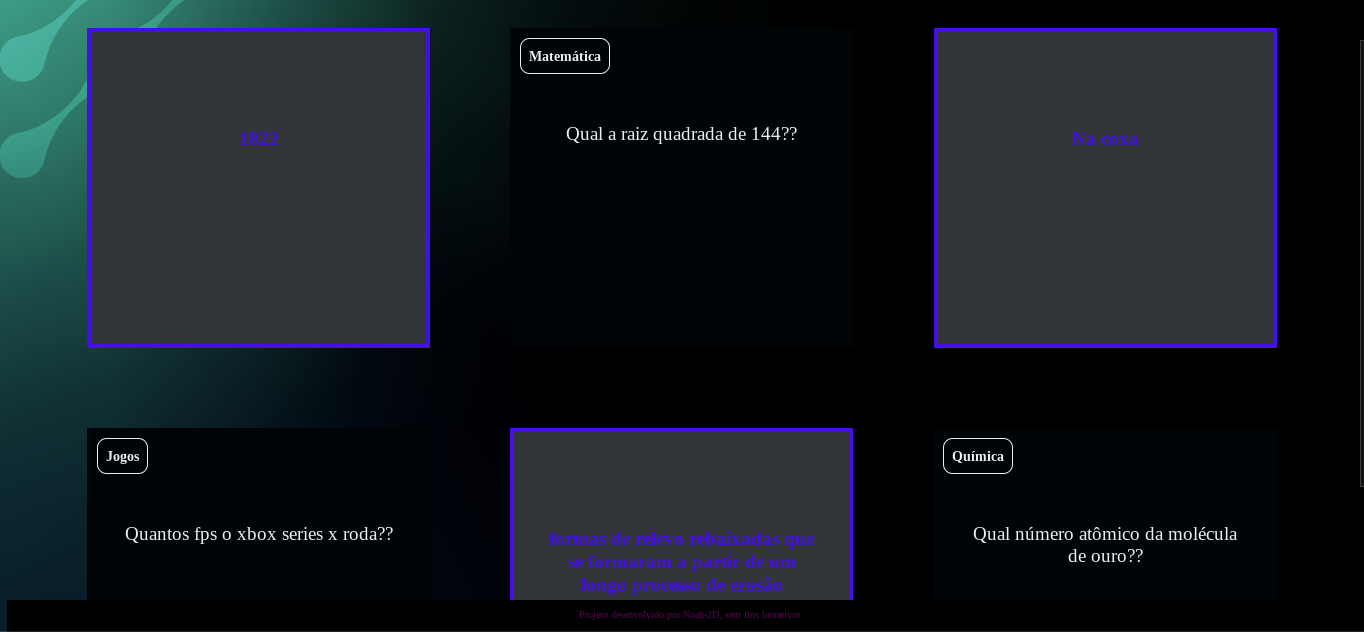 1822
Matemática
Qual a raiz quadrada de 144??
Na coxa
Jogos
Quantos fps o xbox series x roda??
formas de relevo rebaixadas que
se formaram a partir de um
longo processo de erosão
Química
Qual número atômico da molécula
de ouro??
Projeto desenvolvido por Noah-2D, sem fins lucrativos